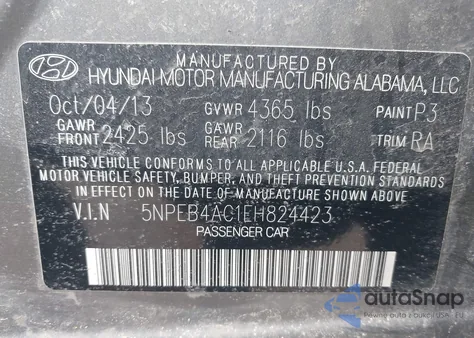 MANUFACTURED BY
HYUNDAI MOTOR MANUFACTURING ALABAMA, LLC
Oct/04/13 GVWR 4365 lbs PAINT P3
GAWR FRONT 2425 lbs GAWR REAR 2116 lbs TRIM RA
THIS VEHICLE CONFORMS TO ALL APPLICABLE U.S.A. FEDERAL
MOTOR VEHICLE SAFETY, BUMPER, AND THEFT PREVENTION STANDARDS
IN EFFECT ON THE DATE OF MANUFACTURE SHOWN ABOVE.
V.I.N 5NPEB4AC1EH824423
PASSENGER CAR
autoSnap